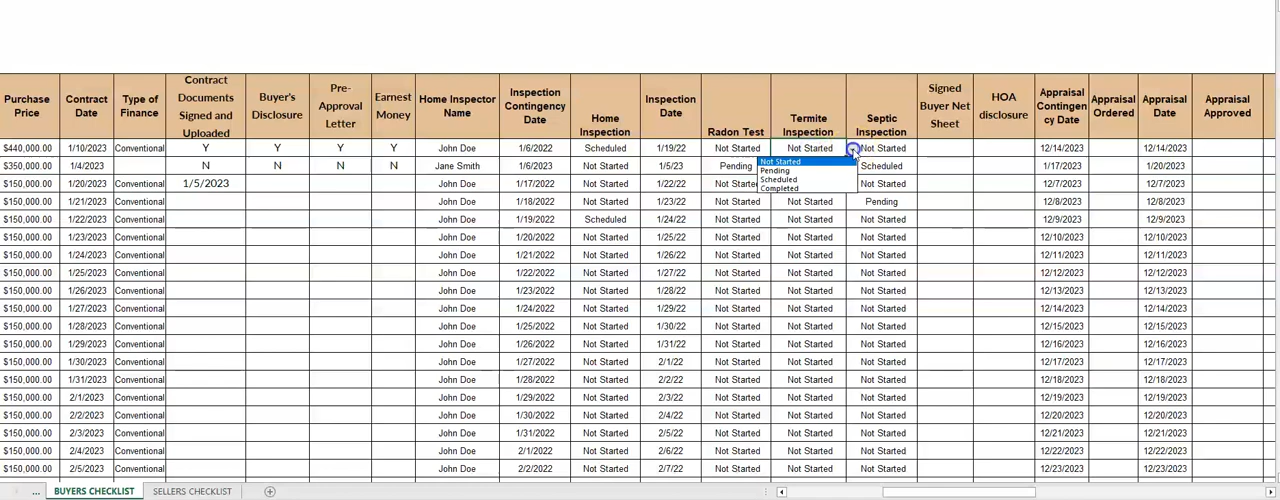 Purchase Price Contract Date Type of Finance Contract Documents Signed and Uploaded Buyer's Disclosure Pre-Approval Letter Earnest Money Home Inspector Name Inspection Contingency Date Home Inspection Inspection Date Radon Test Termite Inspection Septic Inspection Signed Buyer Net Sheet HOA disclosure Appraisal Contingen cy Date Appraisal Ordered Appraisal Date Appraisal Approved
$440,000.00 1/10/2023 Conventional Y Y Y Y John Doe 1/6/2022 Scheduled 1/19/22 Not Started Not Started Not Started 12/14/2023 12/14/2023
$350,000.00 1/4/2023 N N N N Jane Smith 1/6/2023 Not Started 1/5/23 Pending Not Started Scheduled 1/17/2023 1/20/2023
$150,000.00 1/20/2023 Conventional 1/5/2023 John Doe 1/17/2022 Not Started 1/22/22 Not Started Pending Not Started 12/7/2023 12/7/2023
Scheduled
Completed
$150,000.00 1/21/2023 Conventional John Doe 1/18/2022 Not Started 1/23/22 Not Started Not Started Pending 12/8/2023 12/8/2023
$150,000.00 1/22/2023 Conventional John Doe 1/19/2022 Scheduled 1/24/22 Not Started Not Started Not Started 12/9/2023 12/9/2023
$150,000.00 1/23/2023 Conventional John Doe 1/20/2022 Not Started 1/25/22 Not Started Not Started Not Started 12/10/2023 12/10/2023
$150,000.00 1/24/2023 Conventional John Doe 1/21/2022 Not Started 1/26/22 Not Started Not Started Not Started 12/11/2023 12/11/2023
$150,000.00 1/25/2023 Conventional John Doe 1/22/2022 Not Started 1/27/22 Not Started Not Started Not Started 12/12/2023 12/12/2023
$150,000.00 1/26/2023 Conventional John Doe 1/23/2022 Not Started 1/28/22 Not Started Not Started Not Started 12/13/2023 12/13/2023
$150,000.00 1/27/2023 Conventional John Doe 1/24/2022 Not Started 1/29/22 Not Started Not Started Not Started 12/14/2023 12/14/2023
$150,000.00 1/28/2023 Conventional John Doe 1/25/2022 Not Started 1/30/22 Not Started Not Started Not Started 12/15/2023 12/15/2023
$150,000.00 1/29/2023 Conventional John Doe 1/26/2022 Not Started 1/31/22 Not Started Not Started Not Started 12/16/2023 12/16/2023
$150,000.00 1/30/2023 Conventional John Doe 1/27/2022 Not Started 2/1/22 Not Started Not Started Not Started 12/17/2023 12/17/2023
$150,000.00 1/31/2023 Conventional John Doe 1/28/2022 Not Started 2/2/22 Not Started Not Started Not Started 12/18/2023 12/18/2023
$150,000.00 2/1/2023 Conventional John Doe 1/29/2022 Not Started 2/3/22 Not Started Not Started Not Started 12/19/2023 12/19/2023
$150,000.00 2/2/2023 Conventional John Doe 1/30/2022 Not Started 2/4/22 Not Started Not Started Not Started 12/20/2023 12/20/2023
$150,000.00 2/3/2023 Conventional John Doe 1/31/2022 Not Started 2/5/22 Not Started Not Started Not Started 12/21/2023 12/21/2023
$150,000.00 2/4/2023 Conventional John Doe 2/1/2022 Not Started 2/6/22 Not Started Not Started Not Started 12/22/2023 12/22/2023
$150,000.00 2/5/2023 Conventional John Doe 2/2/2022 Not Started 2/7/22 Not Started Not Started Not Started 12/23/2023 12/23/2023
... BUYERS CHECKLIST SELLERS CHECKLIST